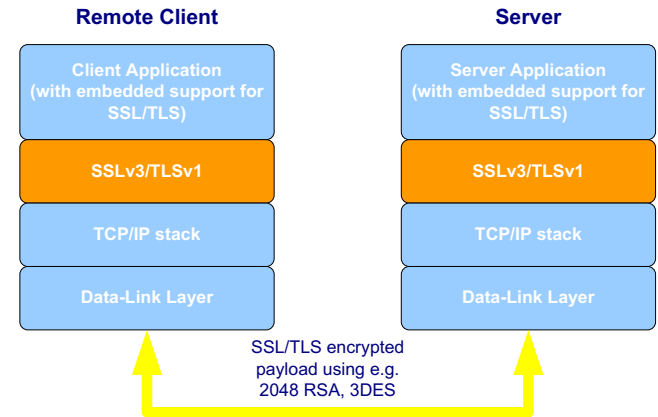 Remote Client
Server
Client Application
(with embedded support for
SSL/TLS)
Server Application
(with embedded support for
SSL/TLS)
SSLv3/TLSv1
SSLv3/TLSv1
TCP/IP stack
TCP/IP stack
Data-Link Layer
Data-Link Layer
SSL/TLS encrypted
payload using e.g.
2048 RSA, 3DES